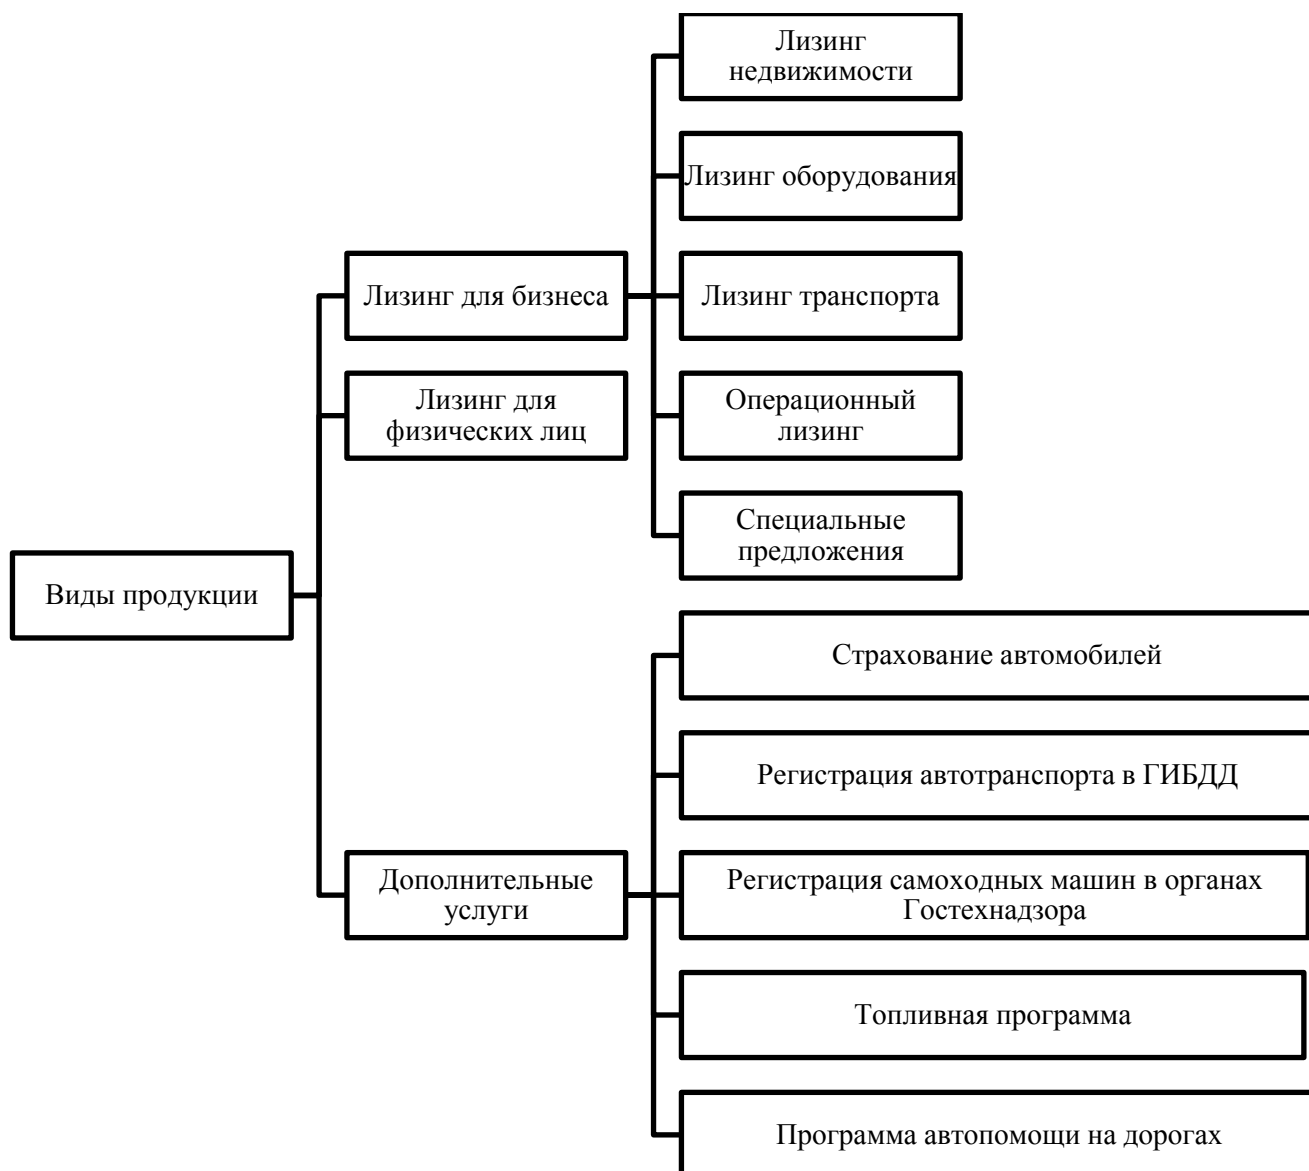 Виды продукции
Лизинг для бизнеса
Лизинг
недвижимости
Лизинг оборудования
Лизинг транспорта
Операционный
лизинг
Специальные
предложения
Лизинг для
физических лиц
Дополнительные
услуги
Страхование автомобилей
Регистрация автотранспорта в ГИБДД
Регистрация самоходных машин в органах
Гостехнадзора
Топливная программа
Программа автопомощи на дорогах